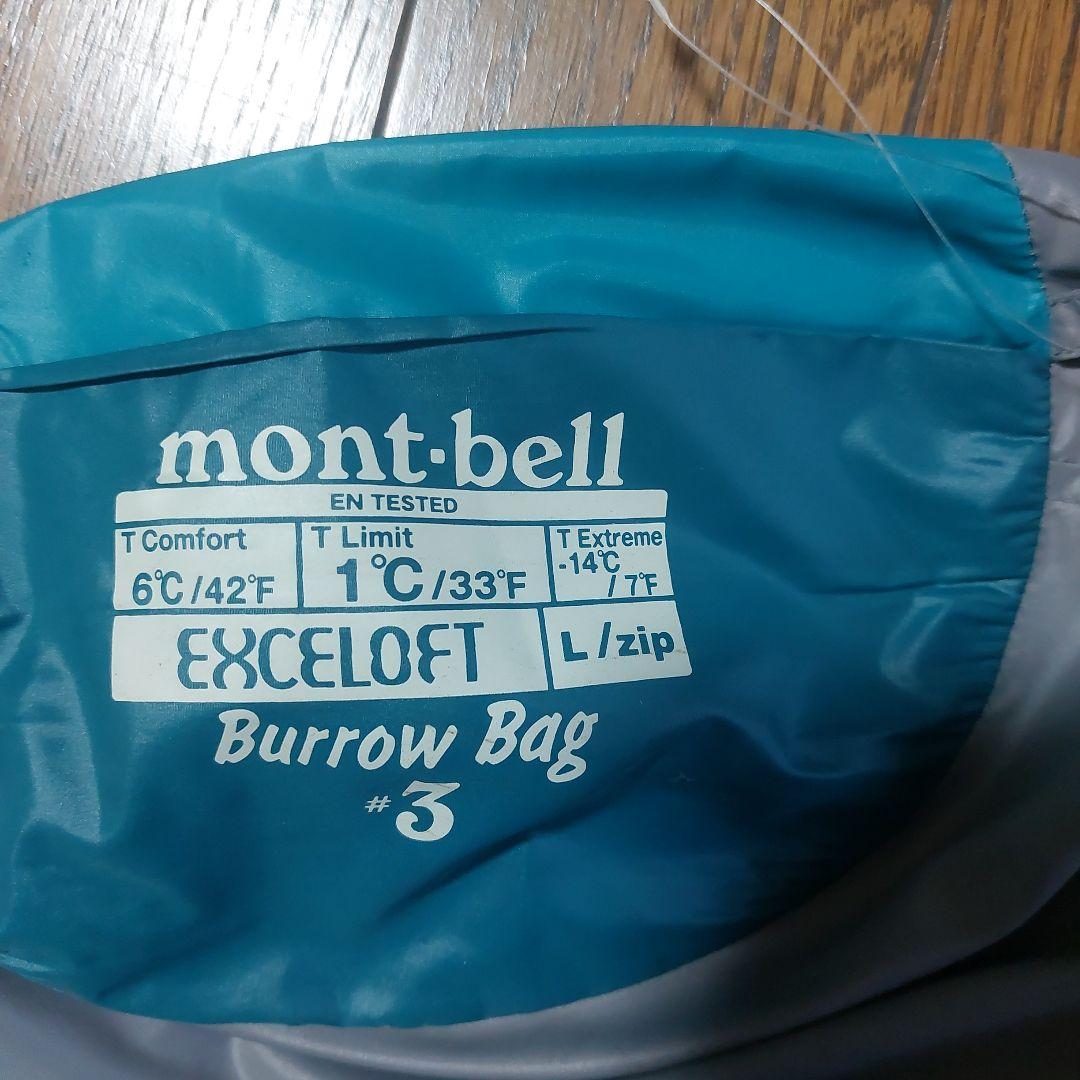 mont-bell
EN TESTED
T Comfort
6℃/42°F
T Limit
1℃/33°F
T Extreme
-14℃/7°F
EXCELOFT
L/zip
Burrow Bag
#3